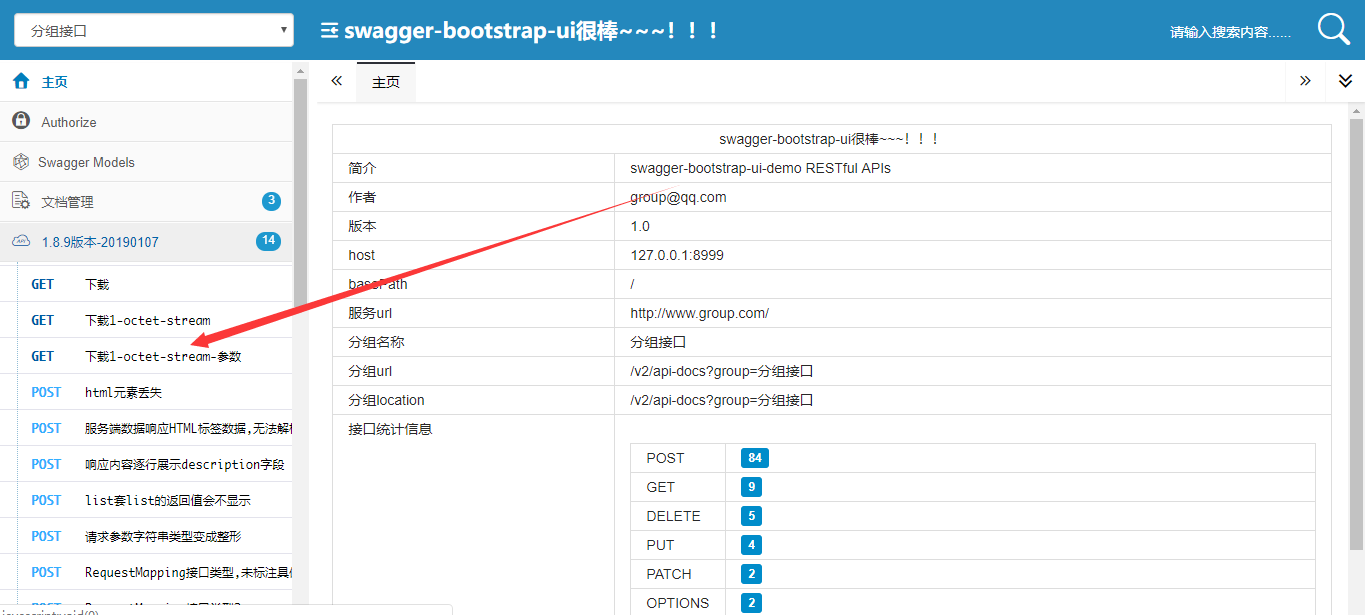 分组接口
swagger-bootstrap-ui很棒~~~！！！
请输入搜索内容......
主页
Authorize
Swagger Models
文档管理 3
1.8.9版本-20190107 14
GET 下载
GET 下载1-octet-stream
GET 下载1-octet-stream-参数
POST html元素丢失
POST 服务端数据响应HTML标签数据,无法解
POST 响应内容逐行展示description字段
POST list套list的返回值会不显示
POST 请求参数字符串类型变成整形
POST RequestMapping接口类型,未标注具
主页
swagger-bootstrap-ui很棒~~~！！！
简介 swagger-bootstrap-ui-demo RESTful APIs
作者 group@qq.com
版本 1.0
host 127.0.0.1:8999
basePath /
服务url http://www.group.com/
分组名称 分组接口
分组url /v2/api-docs?group=分组接口
分组location /v2/api-docs?group=分组接口
接口统计信息
POST 84
GET 9
DELETE 5
PUT 4
PATCH 2
OPTIONS 2